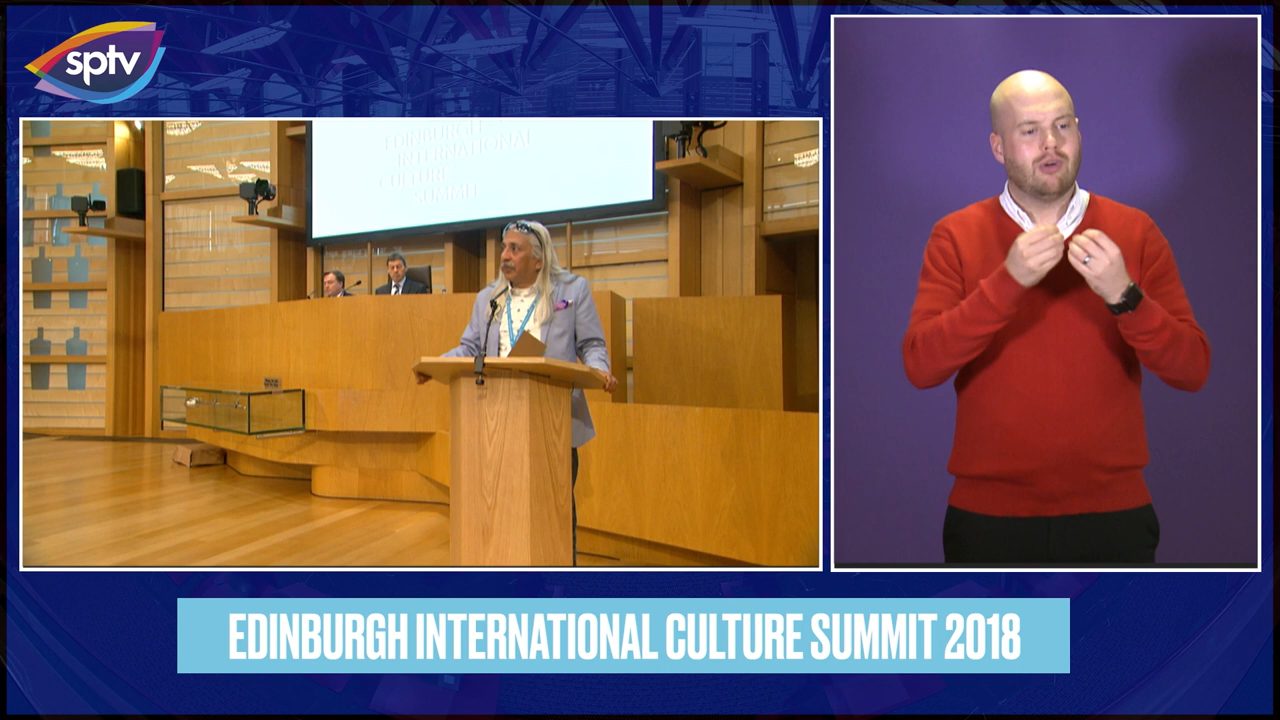 sptv
EDINBURGH
INTERNATIONAL
CULTURE
SUMMIT
EDINBURGH INTERNATIONAL CULTURE SUMMIT 2018